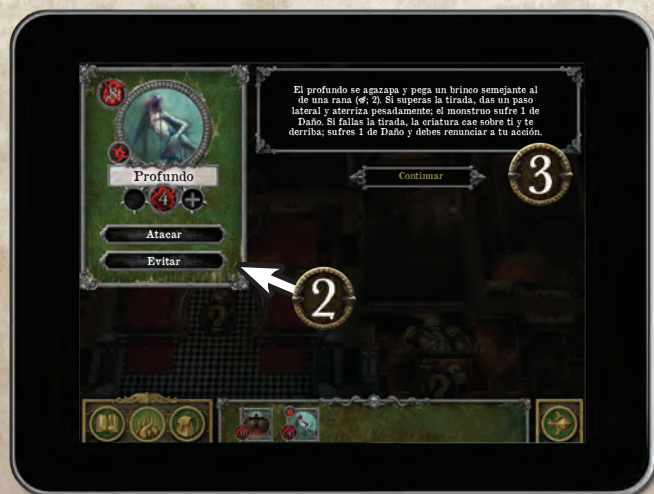 8
6
Profundo
4
Atacar
Evitar
El profundo se agazapa y pega un brinco semejante al
de una rana (; 2). Si superas la tirada, das un paso
lateral y aterriza pesadamente; el monstruo sufre 1 de
Daño. Si fallas la tirada, la criatura cae sobre ti y te
derriba; sufres 1 de Daño y debes renunciar a tu acción.
Continuar
3
2